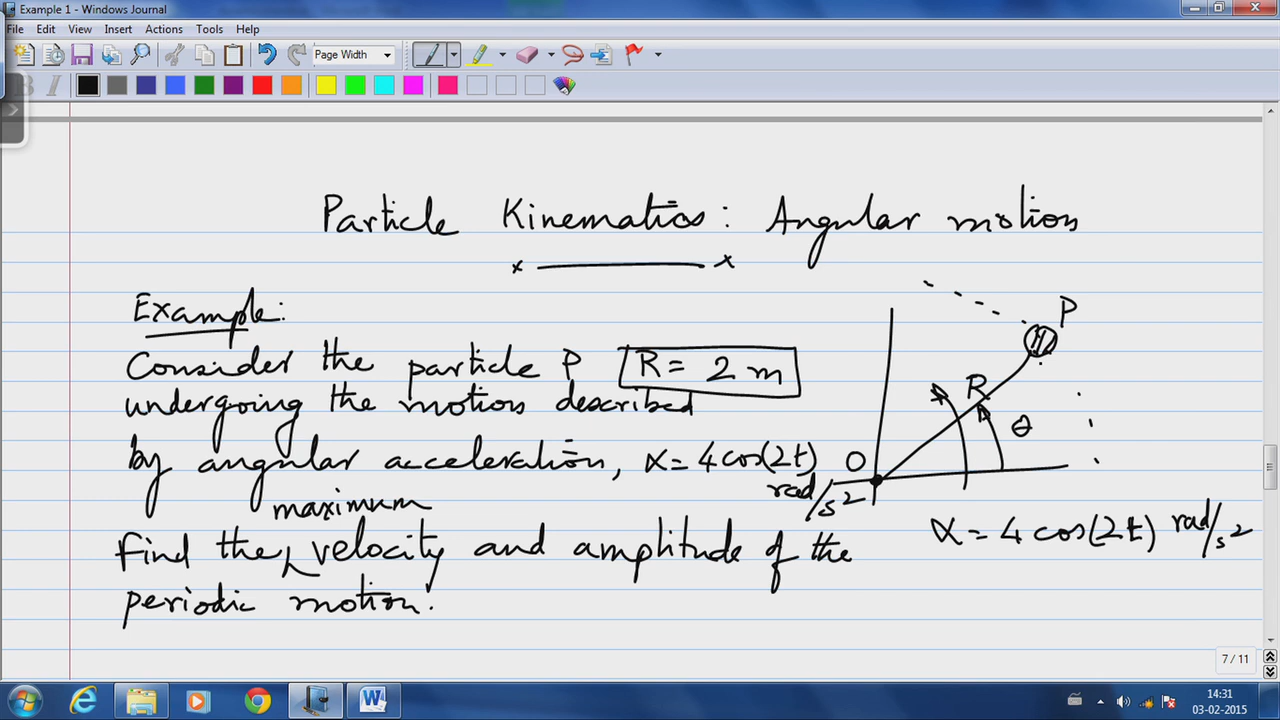 Example 1 - Windows Journal
File Edit View Insert Actions Tools Help
Page Width
B I
Particle Kinematics: Angular motion
x x
Example:
Consider the particle P R = 2 m
undergoing the motion described
by angular acceleration, α = 4 cos(2t)
rad/s²
maximum
Find the velocity and amplitude of the
periodic motion.
P
R
θ
O
α = 4 cos(2t) rad/s²
7 / 11
14:31
03-02-2015